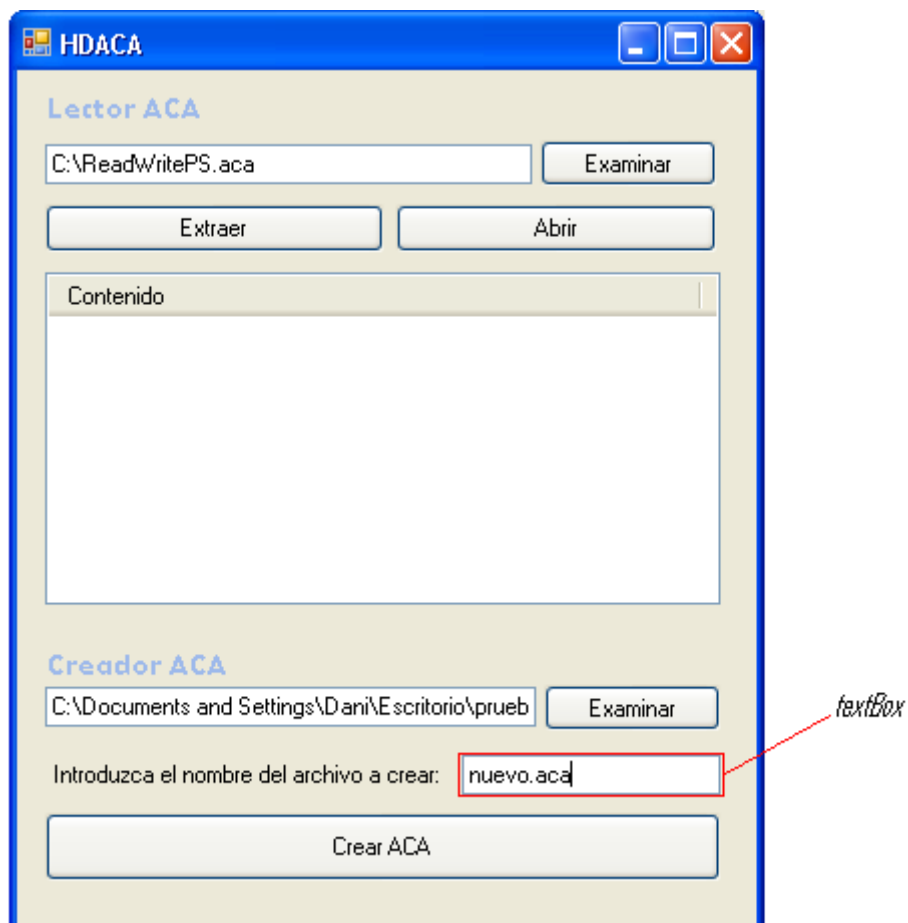 HDACA
Lector ACA
C:\ReadWritePS.aca Examinar
Extraer Abrir
Contenido
Creador ACA
C:\Documents and Settings\Dani\Escritorio\prueb Examinar
textBox
Introduzca el nombre del archivo a crear: nuevo.aca
Crear ACA